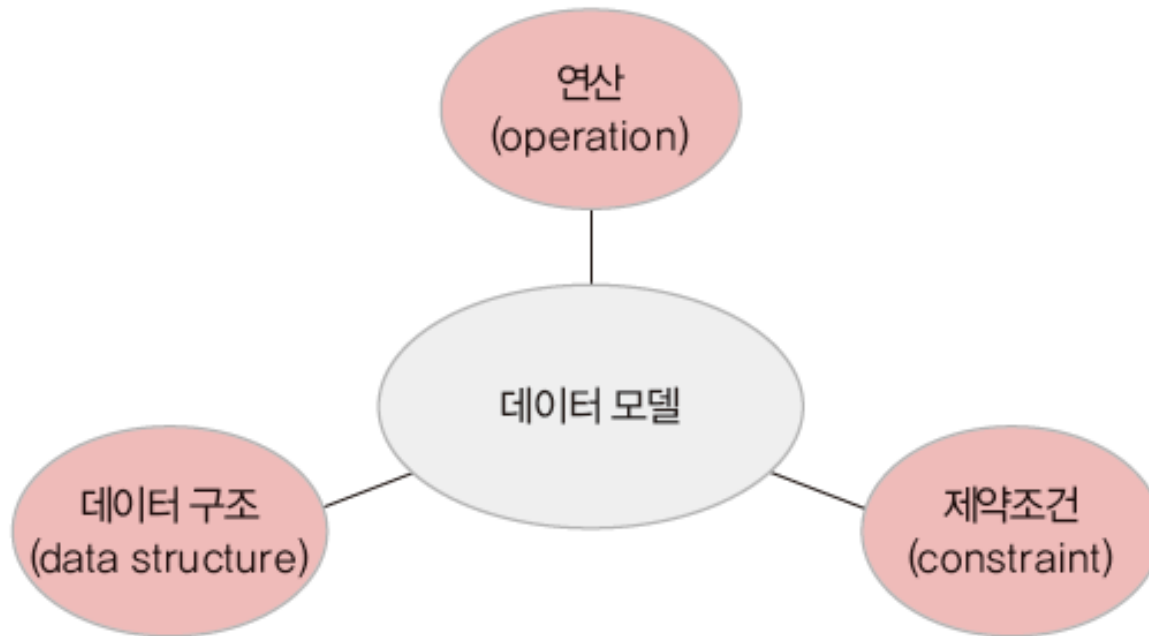 연산
(operation)
데이터 모델
데이터 구조
(data structure)
제약조건
(constraint)